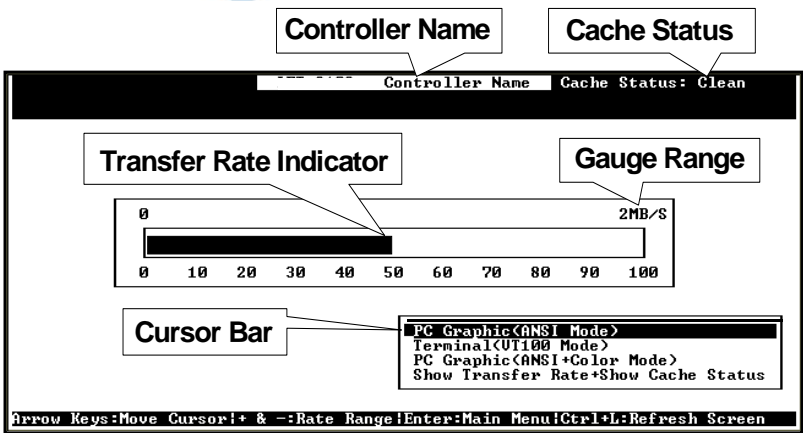 Controller Name
Cache Status
Controller Name Cache Status: Clean
Transfer Rate Indicator
Gauge Range
0 2MB/S
0 10 20 30 40 50 60 70 80 90 100
Cursor Bar
PC Graphic(ANSI Mode)
Terminal(VT100 Mode)
PC Graphic(ANSI+Color Mode)
Show Transfer Rate+Show Cache Status
Arrow Keys:Move Cursor|+ & -:Rate Range|Enter:Main Menu|Ctrl+L:Refresh Screen